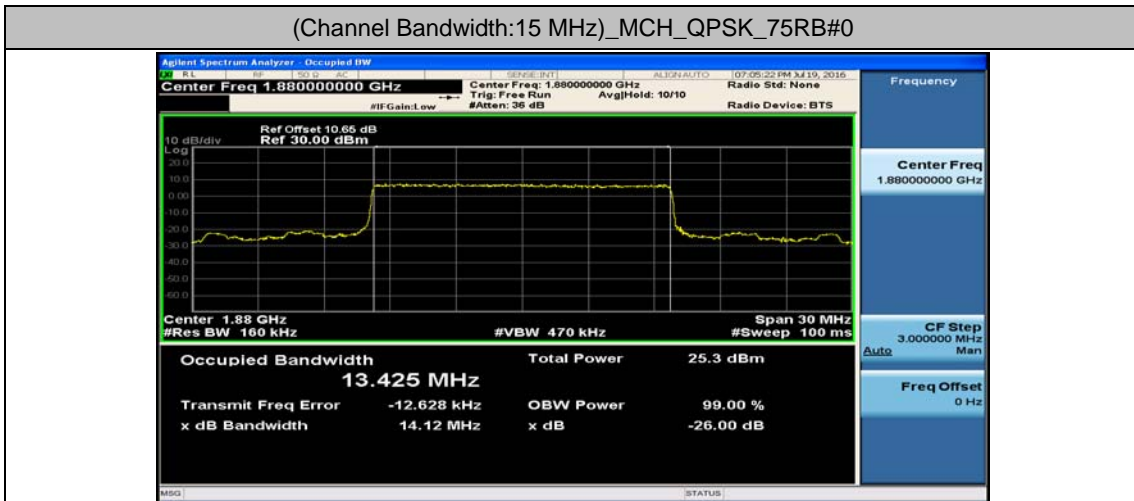 (Channel Bandwidth:15 MHz)_MCH_QPSK_75RB#0
Agilent Spectrum Analyzer - Occupied BW
LXI RL RF 50 Ω AC SENSE:INT ALIGN AUTO 07:05:22 PM Jul 19, 2016
Center Freq 1.880000000 GHz
Center Freq: 1.880000000 GHz
Radio Std: None
Trig: Free Run Avg|Hold: 10/10
#IFGain:Low #Atten: 36 dB Radio Device: BTS
Ref Offset 10.65 dB
10 dB/div Ref 30.00 dBm
Log
20.0
10.0
0.00
-10.0
-20.0
-30.0
-40.0
-50.0
-60.0
Center 1.88 GHz Span 30 MHz
#Res BW 160 kHz #VBW 470 kHz #Sweep 100 ms
Occupied Bandwidth Total Power 25.3 dBm
13.425 MHz
Transmit Freq Error -12.628 kHz OBW Power 99.00 %
x dB Bandwidth 14.12 MHz x dB -26.00 dB
MSG STATUS
Frequency
Center Freq
1.880000000 GHz
CF Step
3.000000 MHz
Auto Man
Freq Offset
0 Hz